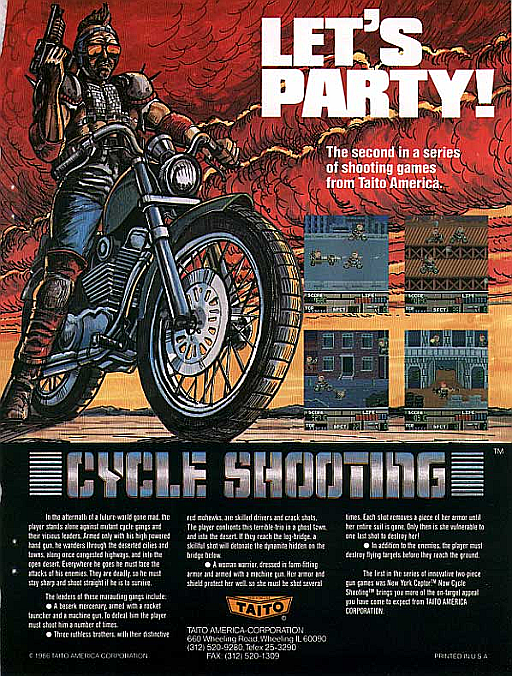 LET'S
PARTY!
The second in a series
of shooting games
from Taito America.
SCORE LIFE
TOP
SCORE LIFE
TOP
SCORE LIFE
TOP
SCORE LIFE
TOP
CYCLE SHOOTING
TM
In the aftermath of a future-world gone mad, the
player stands alone against mutant cycle gangs and
their vicious leaders. Armed only with his high powered
hand gun, he wanders through the deserted cities and
towns, along once congested highways, and into the
open desert. Everywhere he goes he must face the
attacks of his enemies. They are deadly, so he must
stay sharp and shoot straight if he is to survive.
The leaders of these marauding gangs include:
● A beserk mercenary, armed with a rocket
launcher and a machine gun. To defeat him the player
must shoot him a number of times.
● Three ruthless brothers, with their distinctive
red mohawks, are skilled drivers and crack shots.
The player confronts this terrible trio in a ghost town,
and into the desert. If they reach the log-bridge, a
skillful shot will detonate the dynamite hidden on the
bridge below.
● A woman warrior, dressed in form-fitting
armor and armed with a machine gun. Her armor and
shield protect her well, so she must be shot several
times. Each shot removes a piece of her armor until
her entire suit is gone. Only then is she vulnerable to
one last shot to destroy her!
● In addition to the enemies, the player must
destroy flying targets before they reach the ground.
The first in the series of innovative two-piece
gun games was New York Captor.™ Now Cycle
Shooting™ brings you more of the on-target appeal
you have come to expect from TAITO AMERICA
CORPORATION.
TAITO
TAITO AMERICA CORPORATION
660 Wheeling Road, Wheeling IL 60090
(312) 520-9280, Telex 25-3290
FAX: (312) 520-1309
© 1986 TAITO AMERICA CORPORATION
PRINTED IN U.S.A.